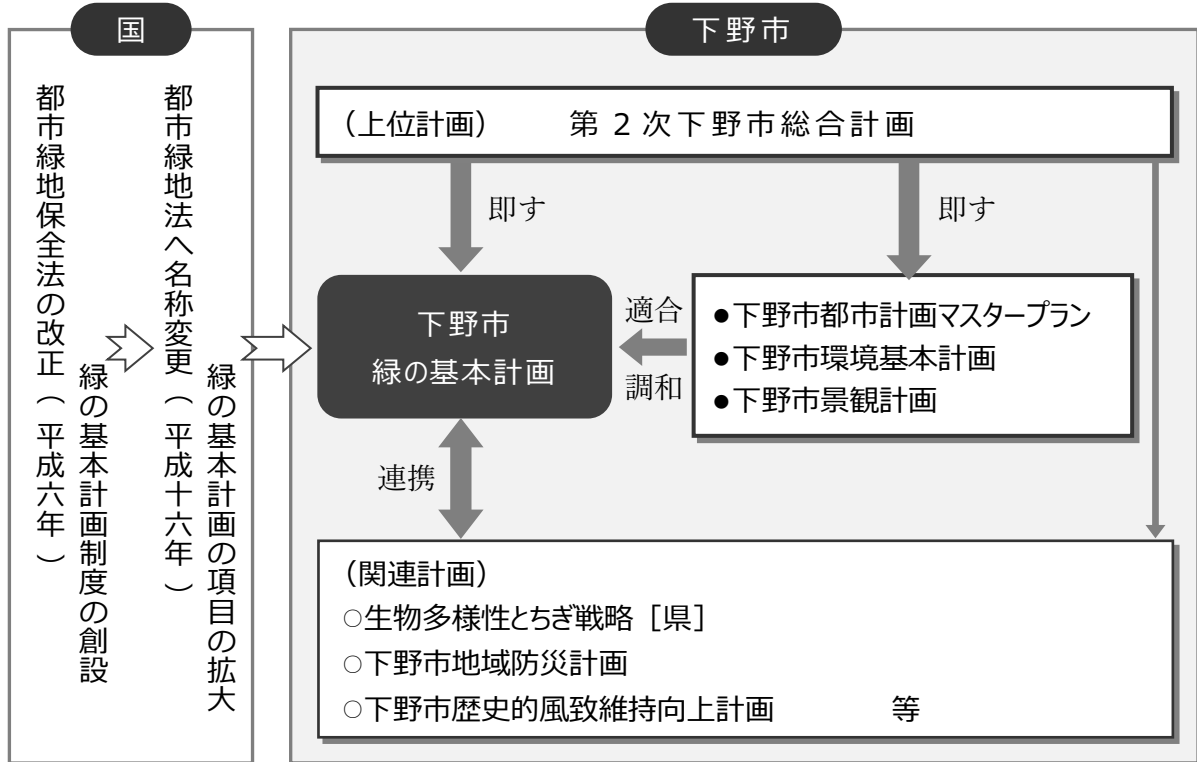 国
都市緑地保全法の改正（平成六年）
緑の基本計画制度の創設
都市緑地法へ名称変更（平成十六年）
緑の基本計画の項目の拡大
下野市
（上位計画）　第２次下野市総合計画
即す
即す
下野市
緑の基本計画
適合
調和
●下野市都市計画マスタープラン
●下野市環境基本計画
●下野市景観計画
連携
（関連計画）
○生物多様性とちぎ戦略［県］
○下野市地域防災計画
○下野市歴史的風致維持向上計画　等